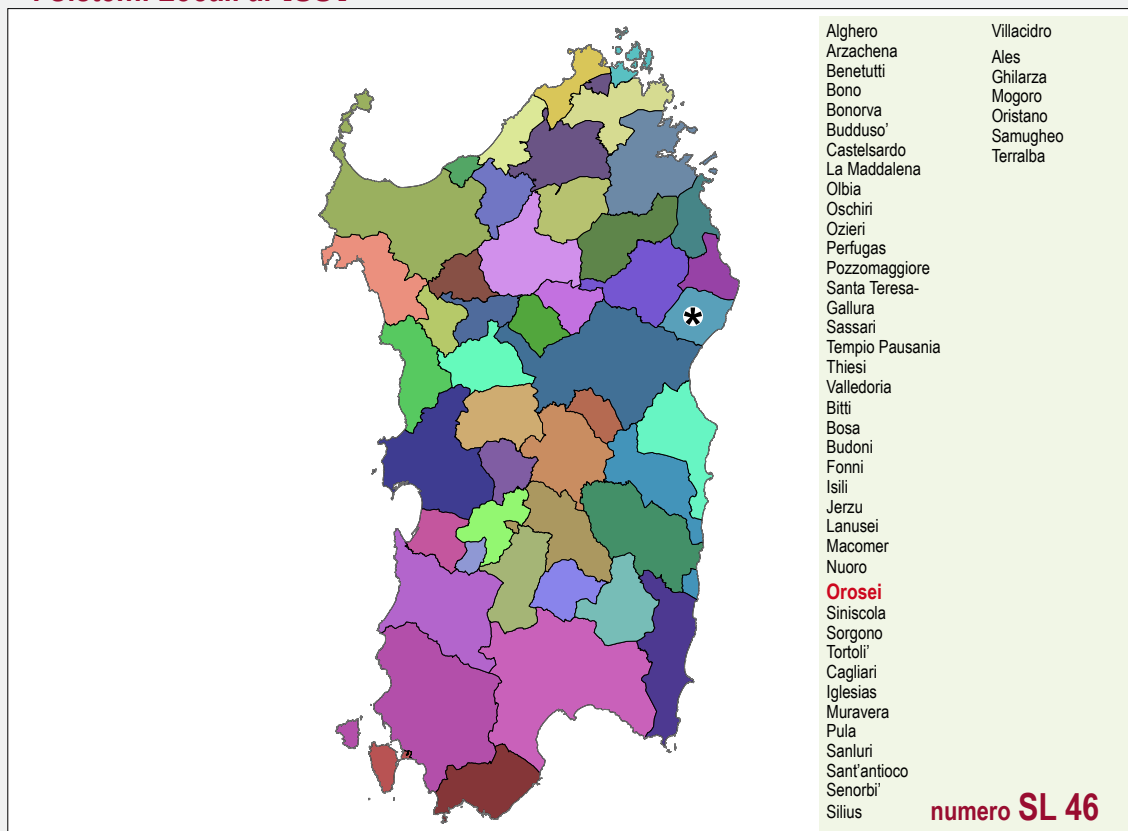 Alghero
Arzachena
Benetutti
Bono
Bonorva
Budduso'
Castelsardo
La Maddalena
Olbia
Oschiri
Ozieri
Perfugas
Pozzomaggiore
Santa Teresa-
Gallura
Sassari
Tempio Pausania
Thiesi
Valledoria
Bitti
Bosa
Budoni
Fonni
Isili
Jerzu
Lanusei
Macomer
Nuoro
Orosei
Siniscola
Sorgono
Tortoli'
Cagliari
Iglesias
Muravera
Pula
Sanluri
Sant'antioco
Senorbi'
Silius
Villacidro
Ales
Ghilarza
Mogoro
Oristano
Samugheo
Terralba
*
numero SL 46